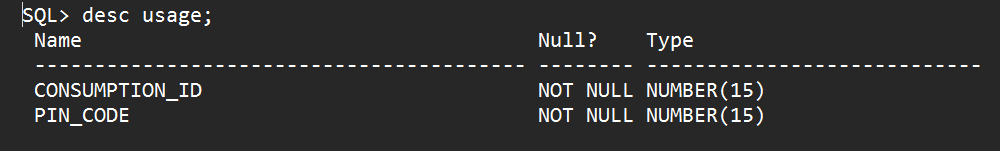 SQL> desc usage;
Name Null? Type
----------------------------------------- -------- ----------------------------
CONSUMPTION_ID NOT NULL NUMBER(15)
PIN_CODE NOT NULL NUMBER(15)